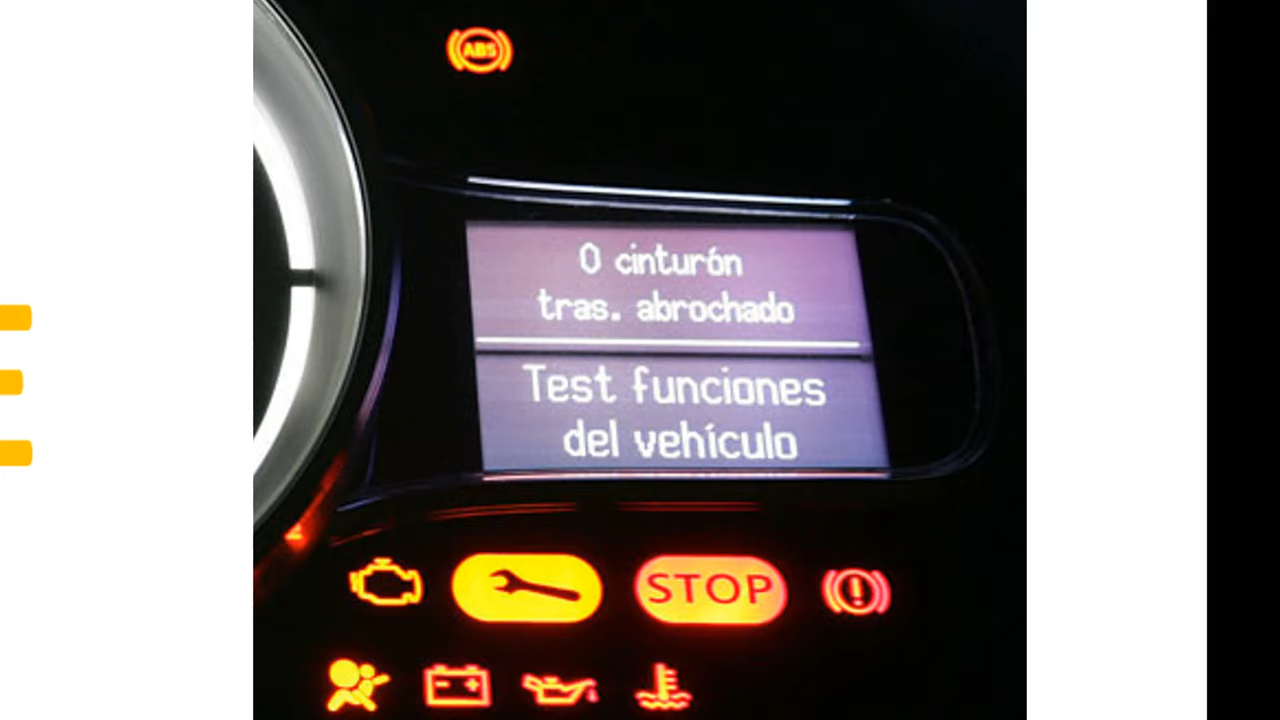 ABS
0 cinturón
tras. abrochado
Test funciones
del vehículo
STOP